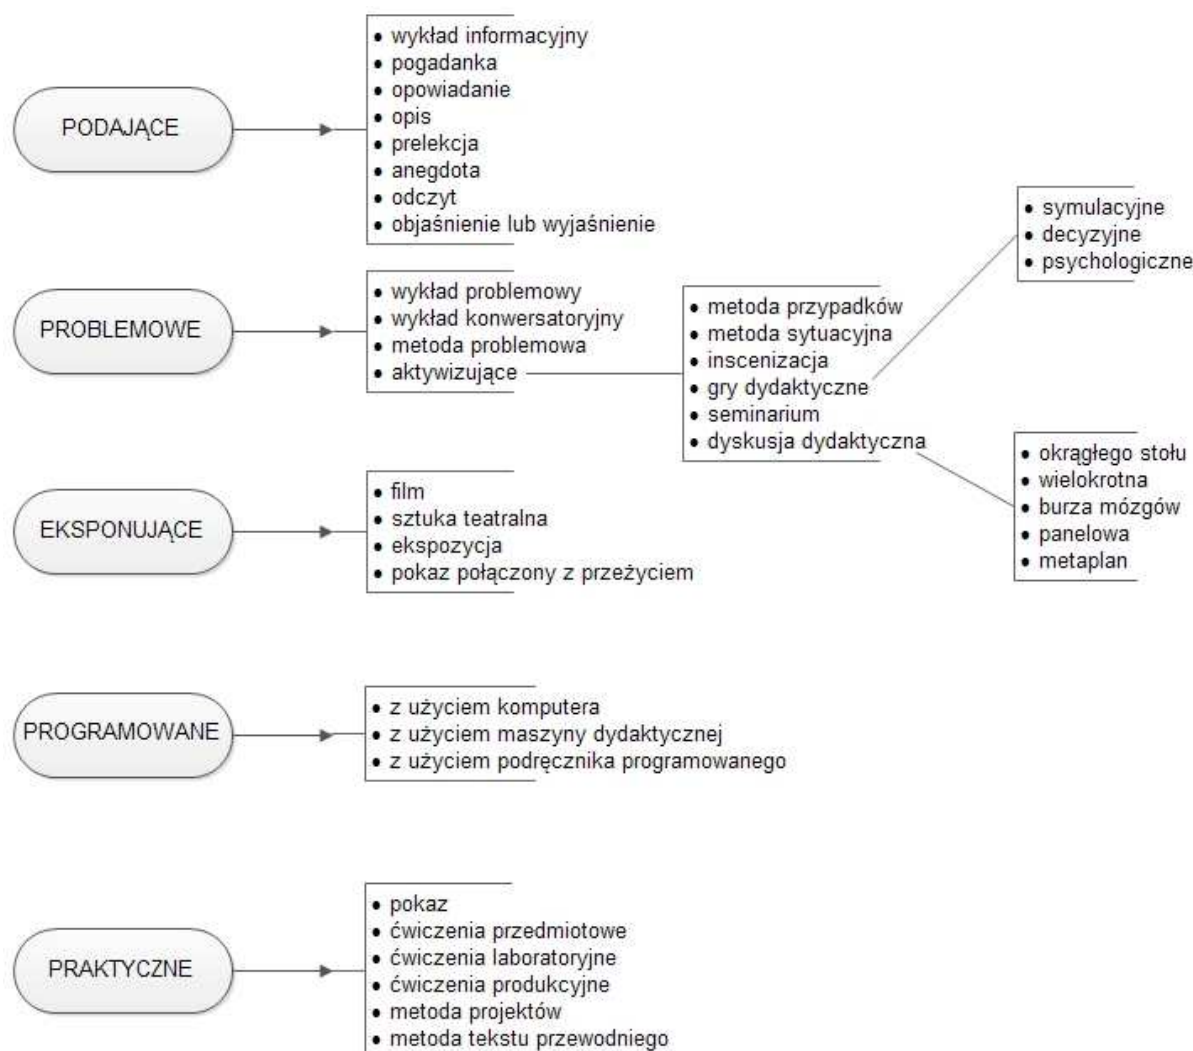 PODAJĄCE
• wykład informacyjny
• pogadanka
• opowiadanie
• opis
• prelekcja
• anegdota
• odczyt
• objaśnienie lub wyjaśnienie
PROBLEMOWE
• wykład problemowy
• wykład konwersatoryjny
• metoda problemowa
• aktywizujące
• metoda przypadków
• metoda sytuacyjna
• inscenizacja
• gry dydaktyczne
• seminarium
• dyskusja dydaktyczna
• symulacyjne
• decyzyjne
• psychologiczne
• okrągłego stołu
• wielokrotna
• burza mózgów
• panelowa
• metaplan
EKSPONUJĄCE
• film
• sztuka teatralna
• ekspozycja
• pokaz połączony z przeżyciem
PROGRAMOWANE
• z użyciem komputera
• z użyciem maszyny dydaktycznej
• z użyciem podręcznika programowanego
PRAKTYCZNE
• pokaz
• ćwiczenia przedmiotowe
• ćwiczenia laboratoryjne
• ćwiczenia produkcyjne
• metoda projektów
• metoda tekstu przewodniego